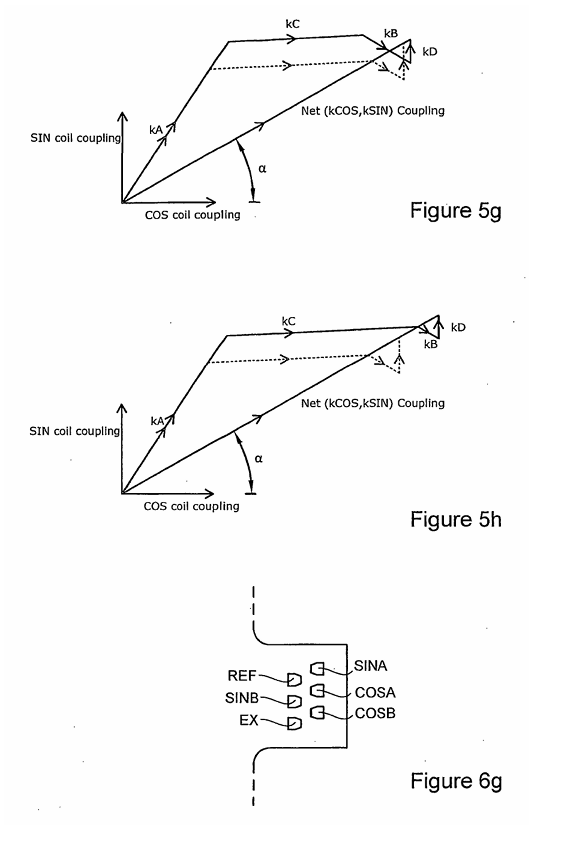 kC
kB
kD
kA
Net (kCOS,kSIN) Coupling
SIN coil coupling
α
COS coil coupling
Figure 5g
kC
kD
kB
kA
Net (kCOS,kSIN) Coupling
SIN coil coupling
α
COS coil coupling
Figure 5h
SINA
REF
COSA
SINB
COSB
EX
Figure 6g